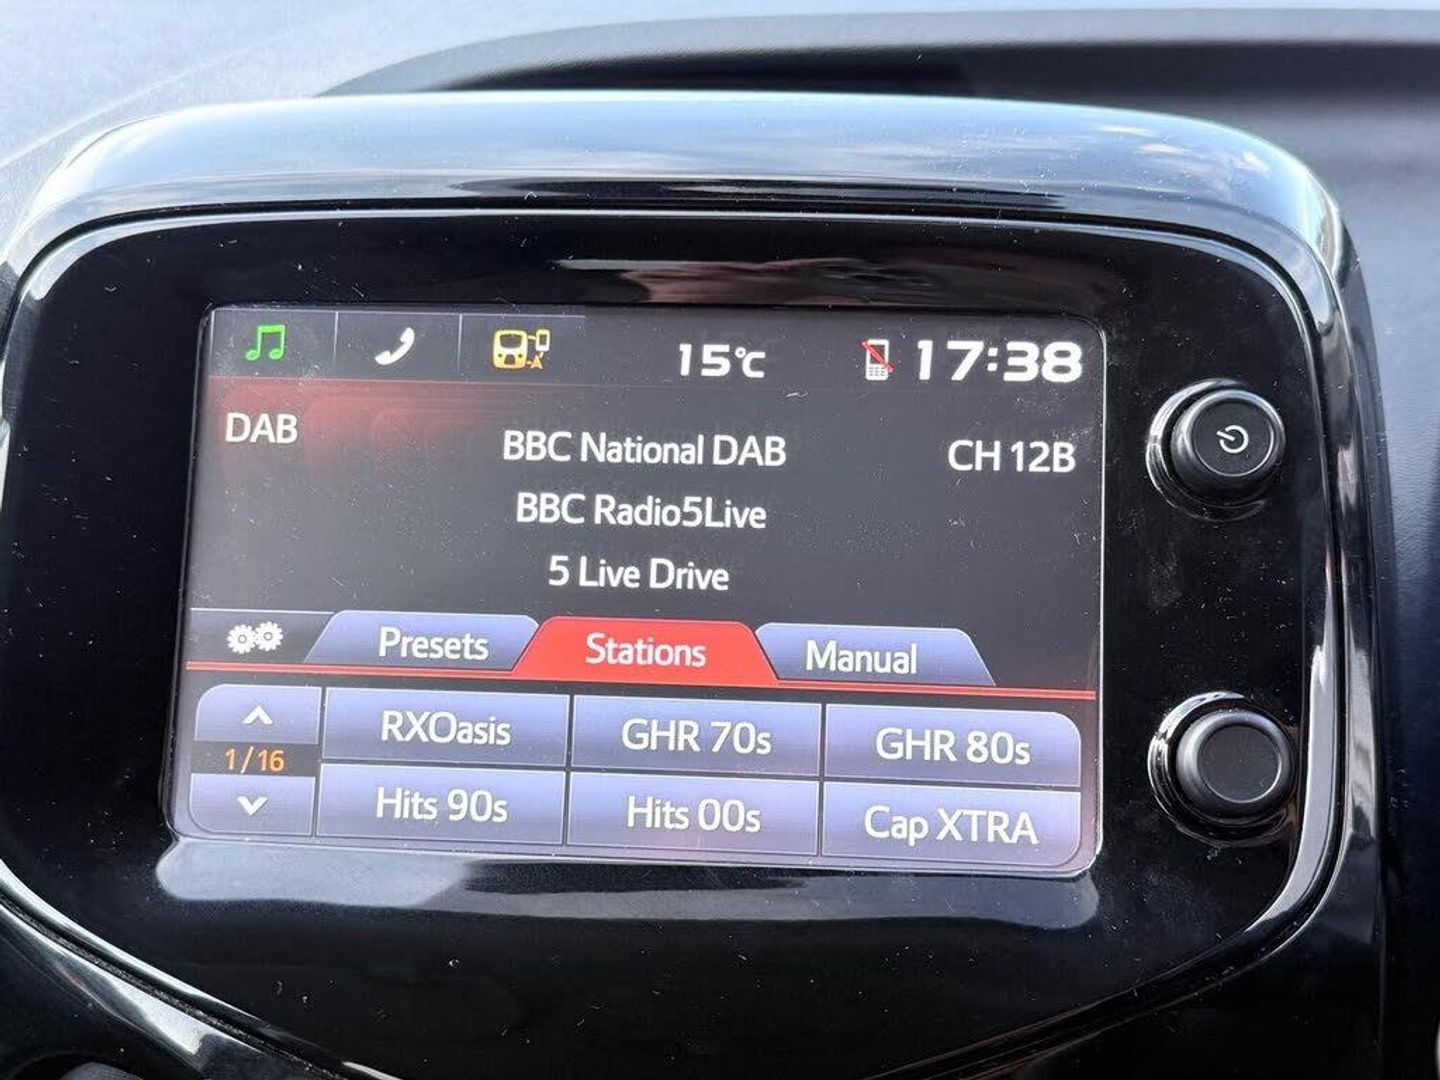 15°C 17:38
DAB BBC National DAB CH 12B
BBC Radio5Live
5 Live Drive
Presets Stations Manual
RXOasis GHR 70s GHR 80s
1/16
Hits 90s Hits 00s Cap XTRA